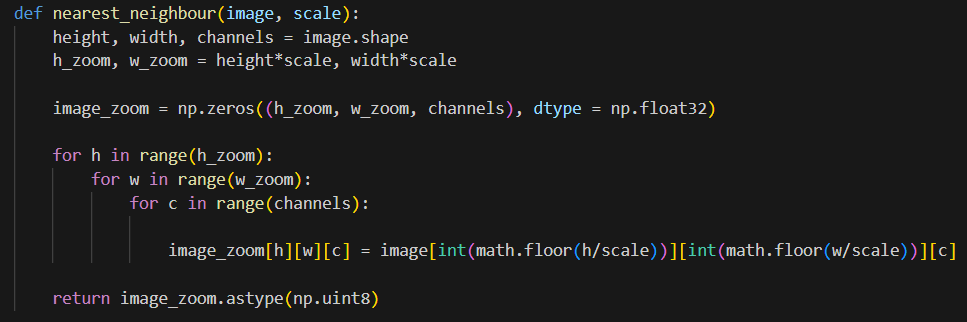 def nearest_neighbour(image, scale):
    height, width, channels = image.shape
    h_zoom, w_zoom = height*scale, width*scale
    image_zoom = np.zeros((h_zoom, w_zoom, channels), dtype = np.float32)
    for h in range(h_zoom):
        for w in range(w_zoom):
            for c in range(channels):
                image_zoom[h][w][c] = image[int(math.floor(h/scale))][int(math.floor(w/scale))][c]
    return image_zoom.astype(np.uint8)